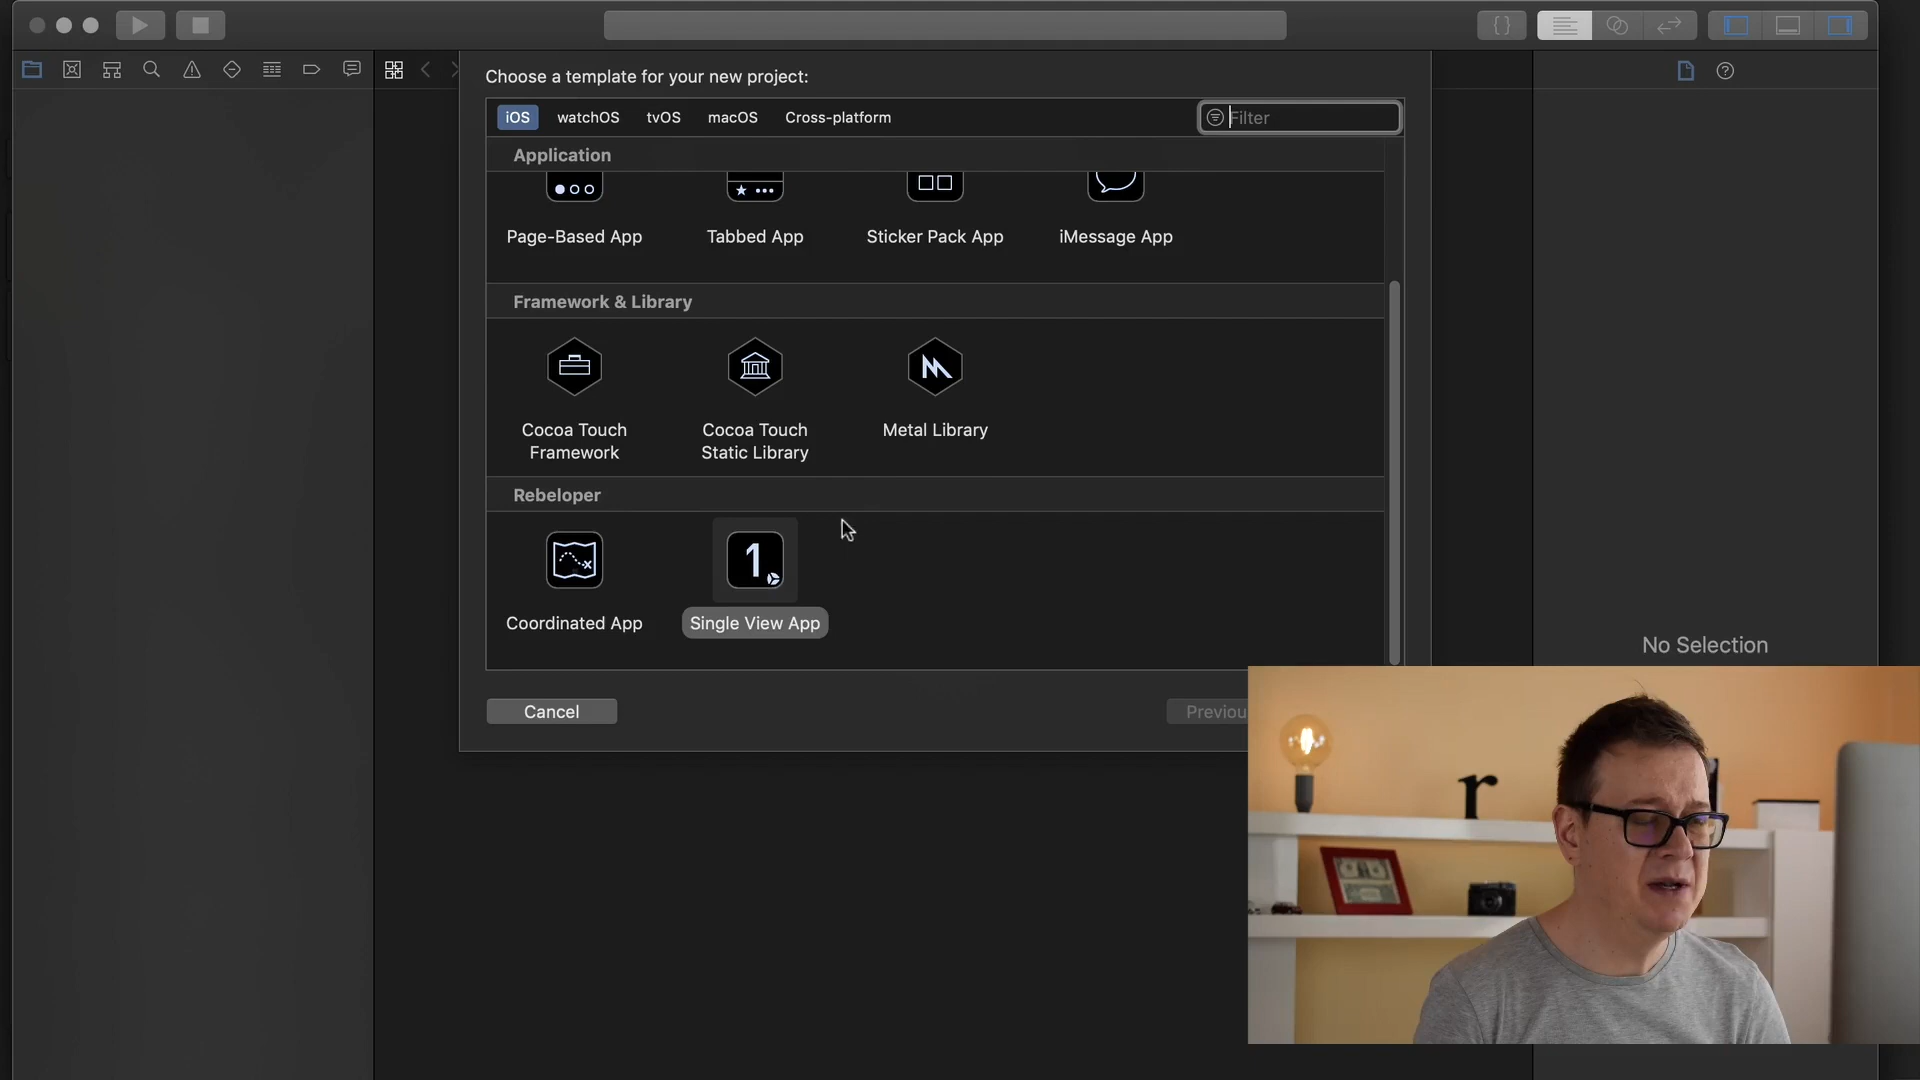 Choose a template for your new project:
iOS watchOS tvOS macOS Cross-platform
Filter
Application
Page-Based App
Tabbed App
Sticker Pack App
iMessage App
Framework & Library
Cocoa Touch
Framework
Cocoa Touch
Static Library
Metal Library
Rebeloper
1
Coordinated App
Single View App
No Selection
Cancel
Previou
r